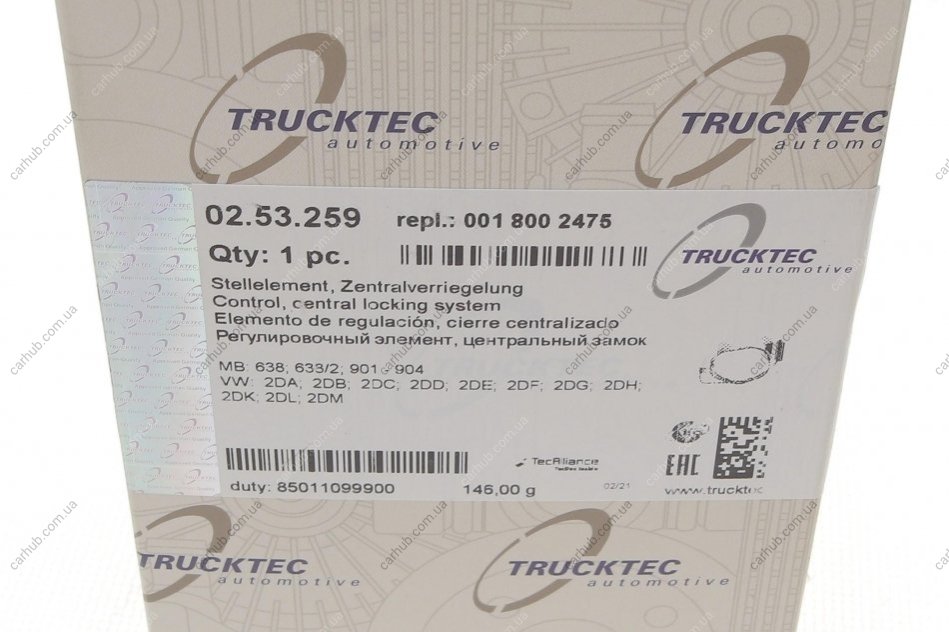 TRUCKTEC
automotive
TRUCKTEC
automo
02.53.259 repl.: 001 800 2475
Qty: 1 pc.
TRUCKTEC
automotive
Stellelement, Zentralverriegelung
Control, central locking system
Elemento de regulación, cierre centralizado
Регулировочный элемент, центральный замок
MB: 638; 633/2; 901 - 904
VW: 2DA; 2DB; 2DC; 2DD; 2DE; 2DF; 2DG; 2DH;
2DK; 2DL; 2DM
TecAlliance
EAC
duty: 85011099900 146,00 g 02/21 www.truckte
TRUCKTEC
automotive
TRUCKTEC
automotive
carhub.com.ua